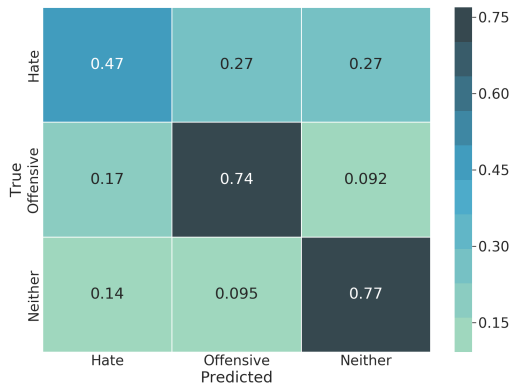 Hate 0.47 0.27 0.27
Offensive 0.17 0.74 0.092
Neither 0.14 0.095 0.77
True
Hate Offensive Neither
Predicted
0.75
0.60
0.45
0.30
0.15